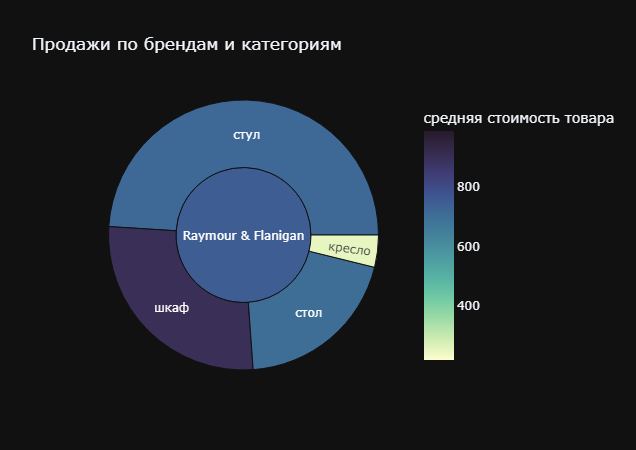 Продажи по брендам и категориям
средняя стоимость товара
стул
800
Raymour & Flanigan
кресло
600
шкаф
стол
400